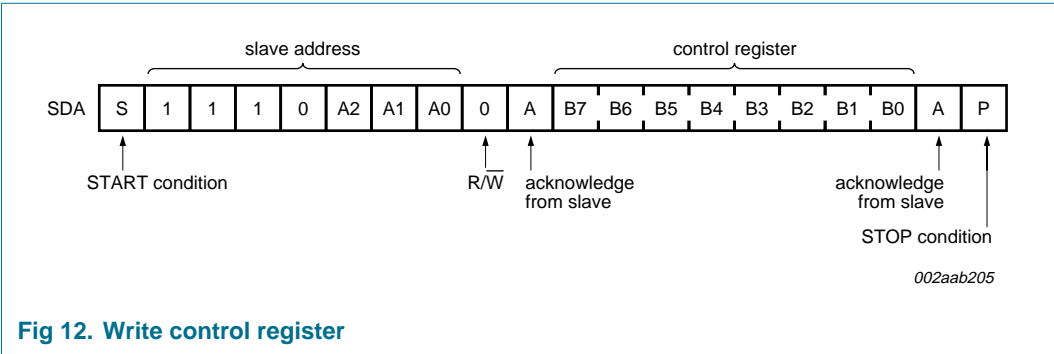 slave address control register
SDA S 1 1 1 0 A2 A1 A0 0 A B7 B6 B5 B4 B3 B2 B1 B0 A P
START condition R/W̅ acknowledge from slave acknowledge from slave
STOP condition
002aab205
Fig 12. Write control register